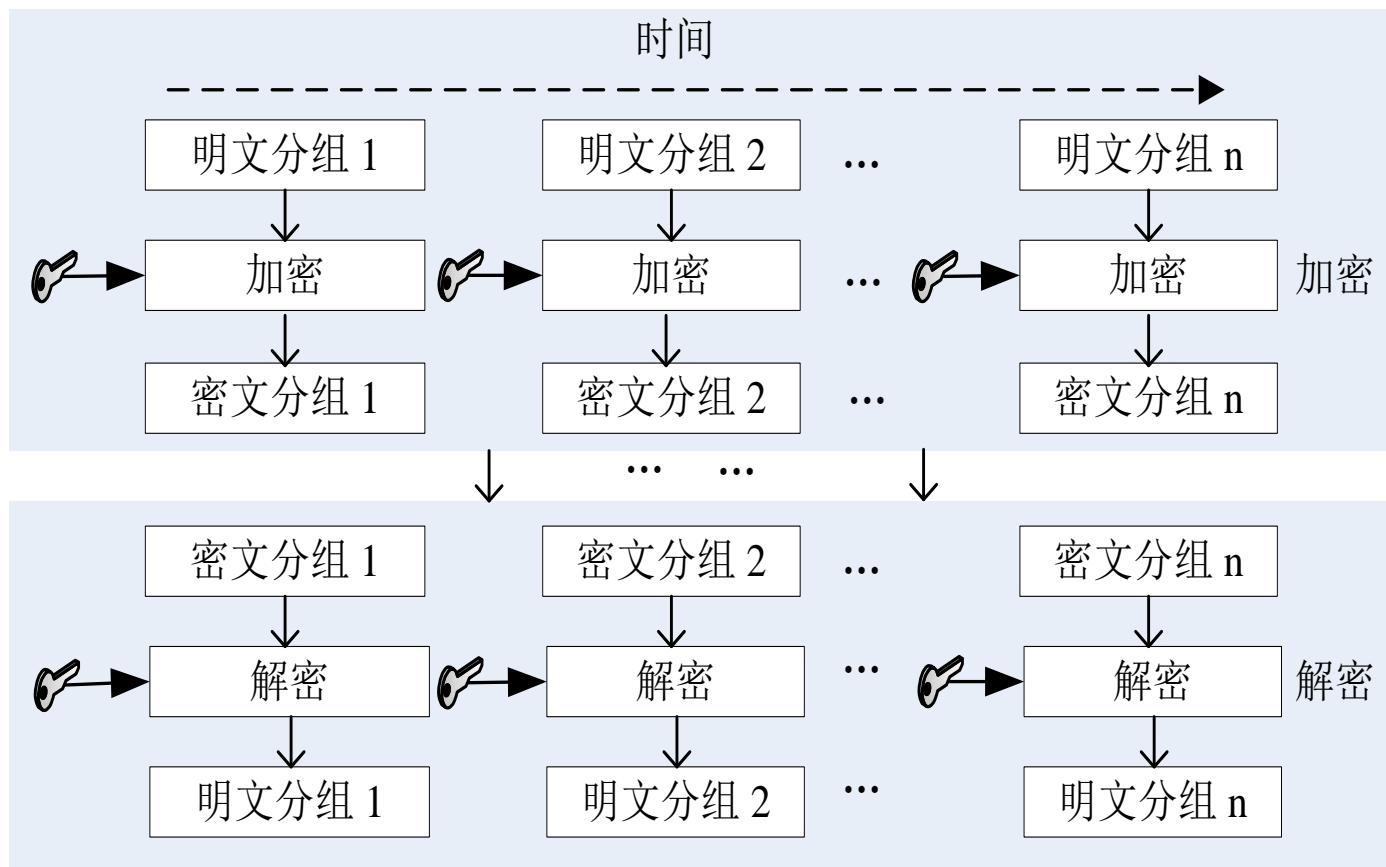 时间
明文分组 1
明文分组 2
...
明文分组 n
加密
加密
...
加密
加密
密文分组 1
密文分组 2
...
密文分组 n
... ...
密文分组 1
密文分组 2
...
密文分组 n
解密
解密
...
解密
解密
明文分组 1
明文分组 2
...
明文分组 n